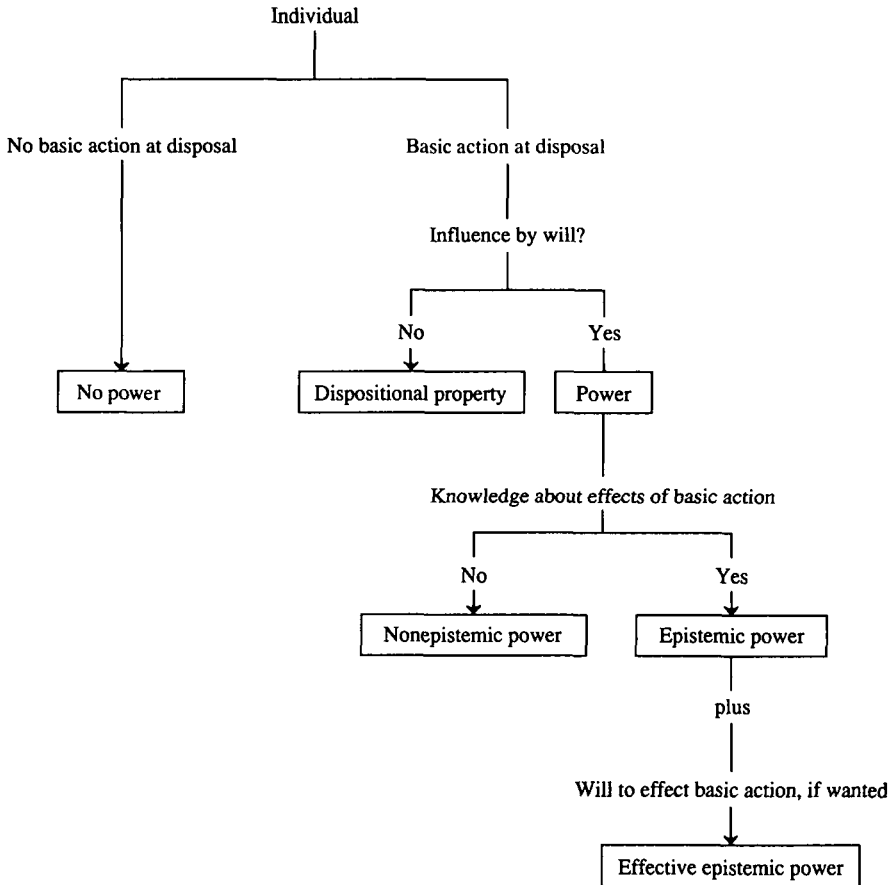 Individual
No basic action at disposal
Basic action at disposal
Influence by will?
No
Yes
No power
Dispositional property
Power
Knowledge about effects of basic action
No
Yes
Nonepistemic power
Epistemic power
plus
Will to effect basic action, if wanted
Effective epistemic power